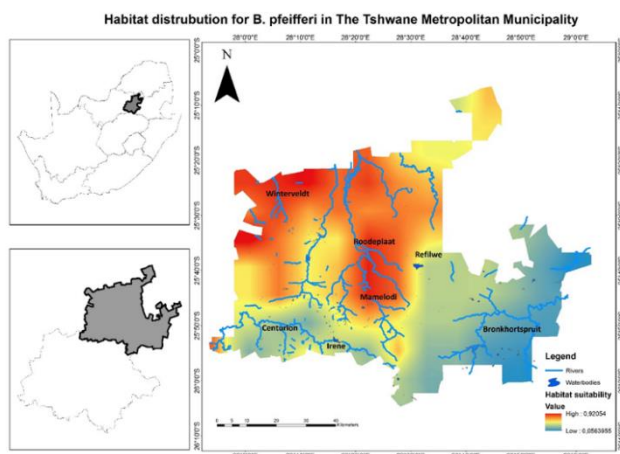 Habitat distrubution for B. pfeifferi in The Tshwane Metropolitan Municipality
28°0'0"E 28°10'0"E 28°20'0"E 28°30'0"E 28°40'0"E 28°50'0"E 29°0'0"E
N
25°0'0"S
25°10'0"S
25°20'0"S
25°30'0"S
25°40'0"S
25°50'0"S
26°0'0"S
26°10'0"S
Winterveldt
Roodeplaat
Refilwe
Mamelodi
Centurion
Irene
Bronkhortspruit
Legend
Rivers
Waterbodies
Habitat suitability
Value
High : 0,92054
Low : 0,0563895
Kilometers